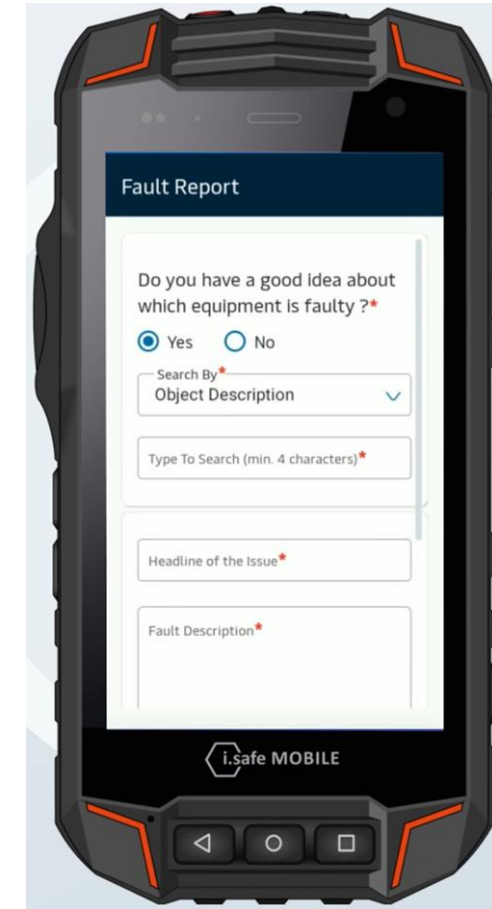 Fault Report
Do you have a good idea about
which equipment is faulty ?*
Yes
No
Search By*
Object Description
Type To Search (min. 4 characters)*
Headline of the Issue*
Fault Description*
i.safe MOBILE